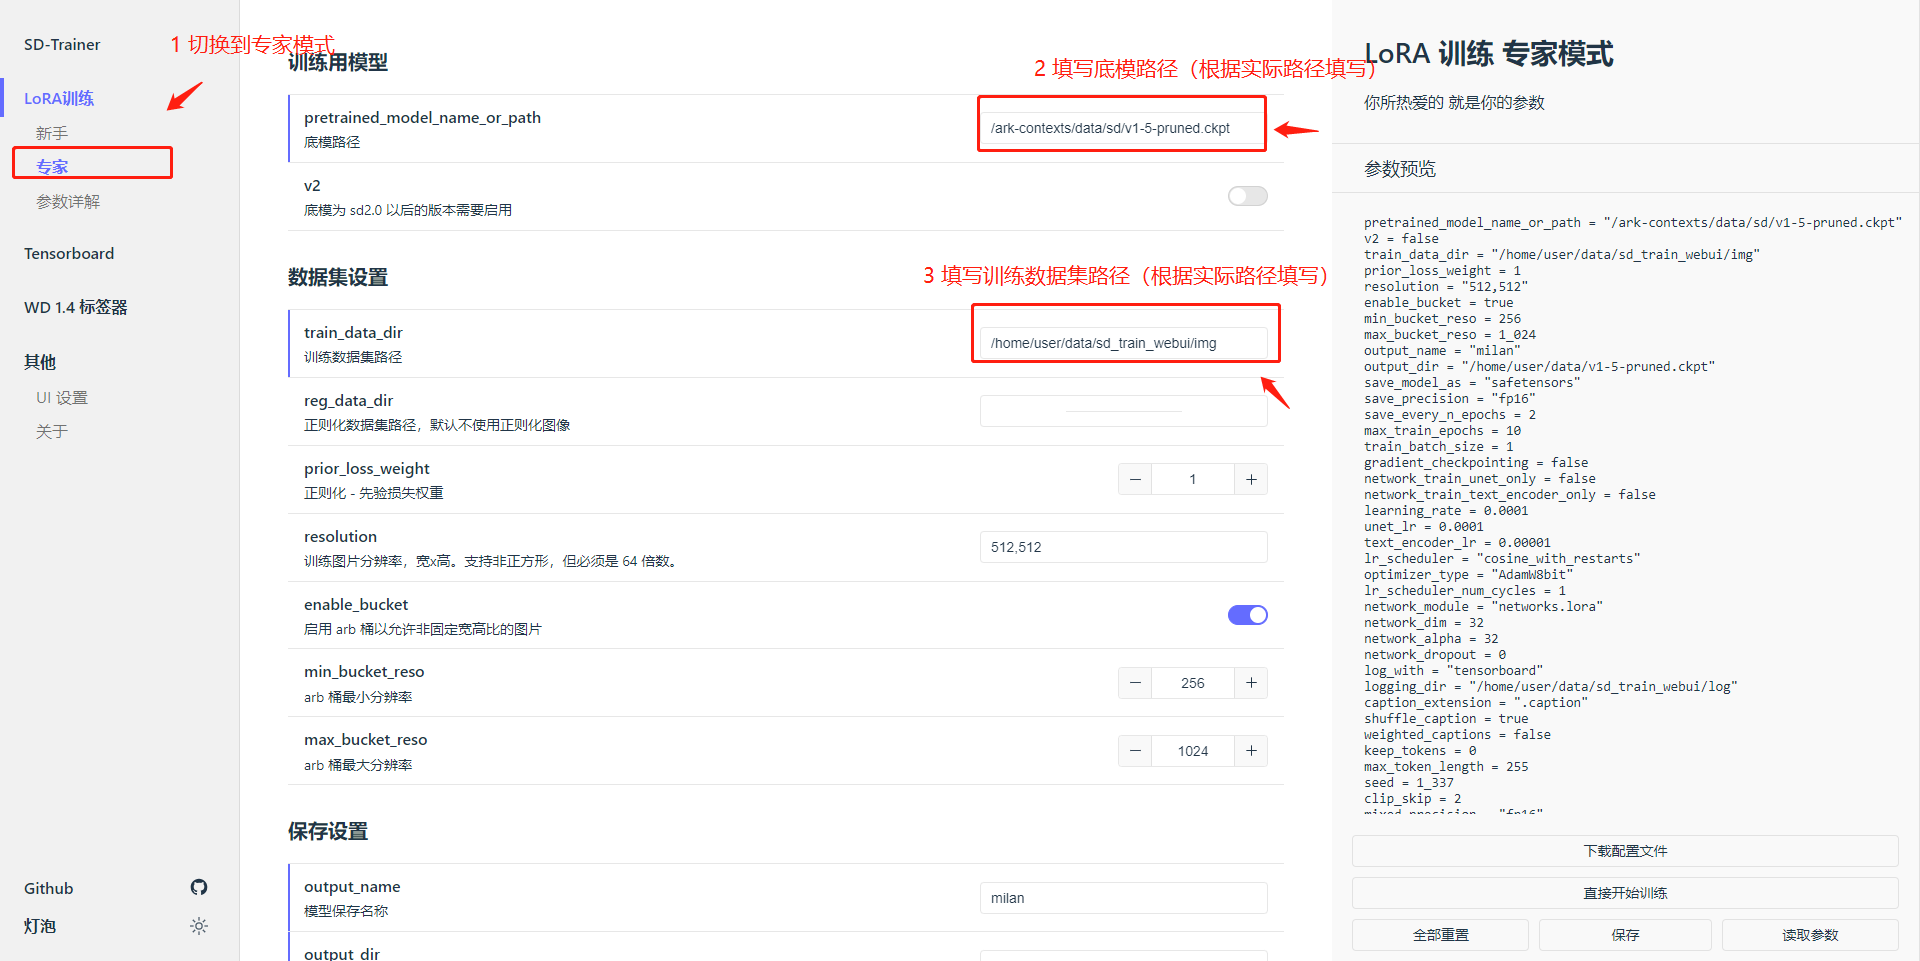 SD-Trainer
1 切换到专家模式
LoRA训练
新手
专家
参数详解
Tensorboard
WD 1.4 标签器
其他
UI 设置
关于
Github
灯泡
训练用模型
2 填写底模路径（根据实际路径填写）
pretrained_model_name_or_path
底模路径
/ark-contexts/data/sd/v1-5-pruned.ckpt
v2
底模为 sd2.0 以后的版本需要启用
数据集设置
3 填写训练数据集路径（根据实际路径填写）
train_data_dir
训练数据集路径
/home/user/data/sd_train_webui/img
reg_data_dir
正则化数据集路径，默认不使用正则化图像
prior_loss_weight
正则化 - 先验损失权重
1
resolution
训练图片分辨率，宽x高。支持非正方形，但必须是 64 倍数。
512,512
enable_bucket
启用 arb 桶以允许非固定宽高比的图片
min_bucket_reso
arb 桶最小分辨率
256
max_bucket_reso
arb 桶最大分辨率
1024
保存设置
output_name
模型保存名称
milan
output_dir
LoRA 训练 专家模式
你所热爱的 就是你的参数
参数预览
pretrained_model_name_or_path = "/ark-contexts/data/sd/v1-5-pruned.ckpt"
v2 = false
train_data_dir = "/home/user/data/sd_train_webui/img"
prior_loss_weight = 1
resolution = "512,512"
enable_bucket = true
min_bucket_reso = 256
max_bucket_reso = 1_024
output_name = "milan"
output_dir = "/home/user/data/v1-5-pruned.ckpt"
save_model_as = "safetensors"
save_precision = "fp16"
save_every_n_epochs = 2
max_train_epochs = 10
train_batch_size = 1
gradient_checkpointing = false
network_train_unet_only = false
network_train_text_encoder_only = false
learning_rate = 0.0001
unet_lr = 0.0001
text_encoder_lr = 0.00001
lr_scheduler = "cosine_with_restarts"
optimizer_type = "AdamW8bit"
lr_scheduler_num_cycles = 1
network_module = "networks.lora"
network_dim = 32
network_alpha = 32
network_dropout = 0
log_with = "tensorboard"
logging_dir = "/home/user/data/sd_train_webui/log"
caption_extension = ".caption"
shuffle_caption = true
weighted_captions = false
keep_tokens = 0
max_token_length = 255
seed = 1_337
clip_skip = 2
mixed_precision = "fp16"
下载配置文件
直接开始训练
全部重置
保存
读取参数